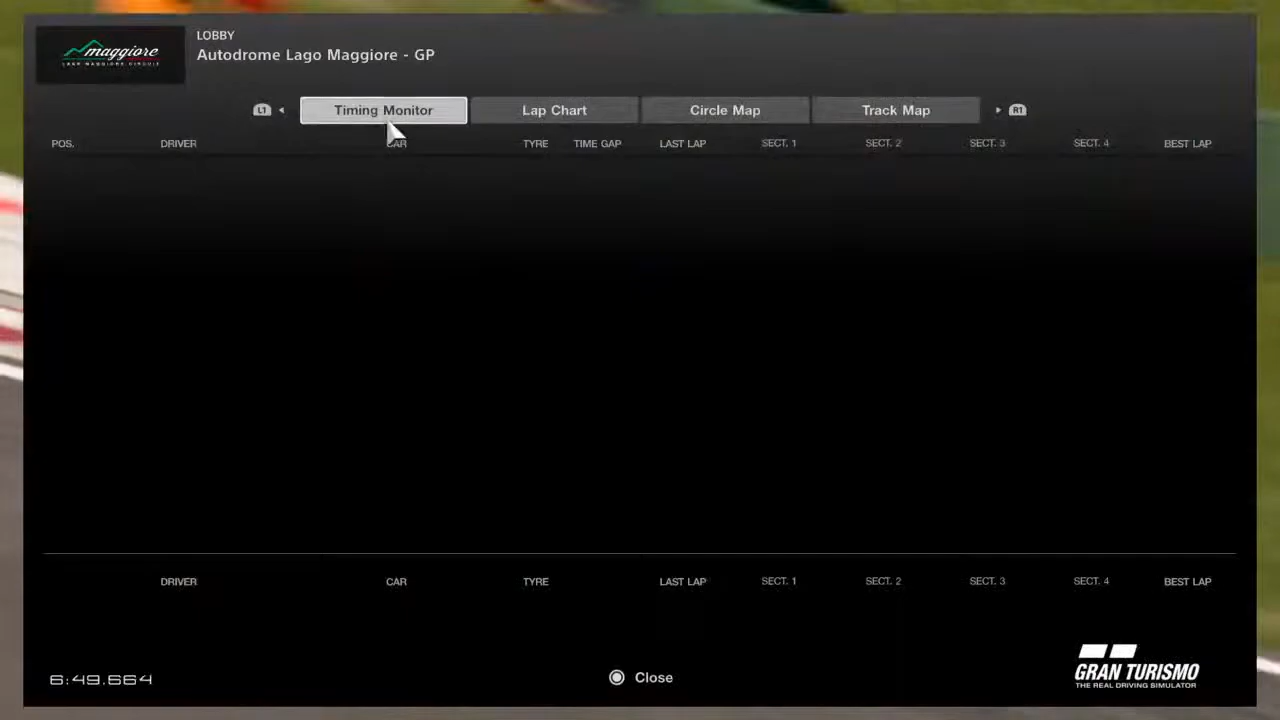 maggiore
LAGO MAGGIORE CIRCUIT
LOBBY
Autodrome Lago Maggiore - GP
L1 Timing Monitor Lap Chart Circle Map Track Map R1
POS. DRIVER CAR TYRE TIME GAP LAST LAP SECT. 1 SECT. 2 SECT. 3 SECT. 4 BEST LAP
DRIVER CAR TYRE LAST LAP SECT. 1 SECT. 2 SECT. 3 SECT. 4 BEST LAP
6:49.664
Close
GRAN TURISMO
THE REAL DRIVING SIMULATOR